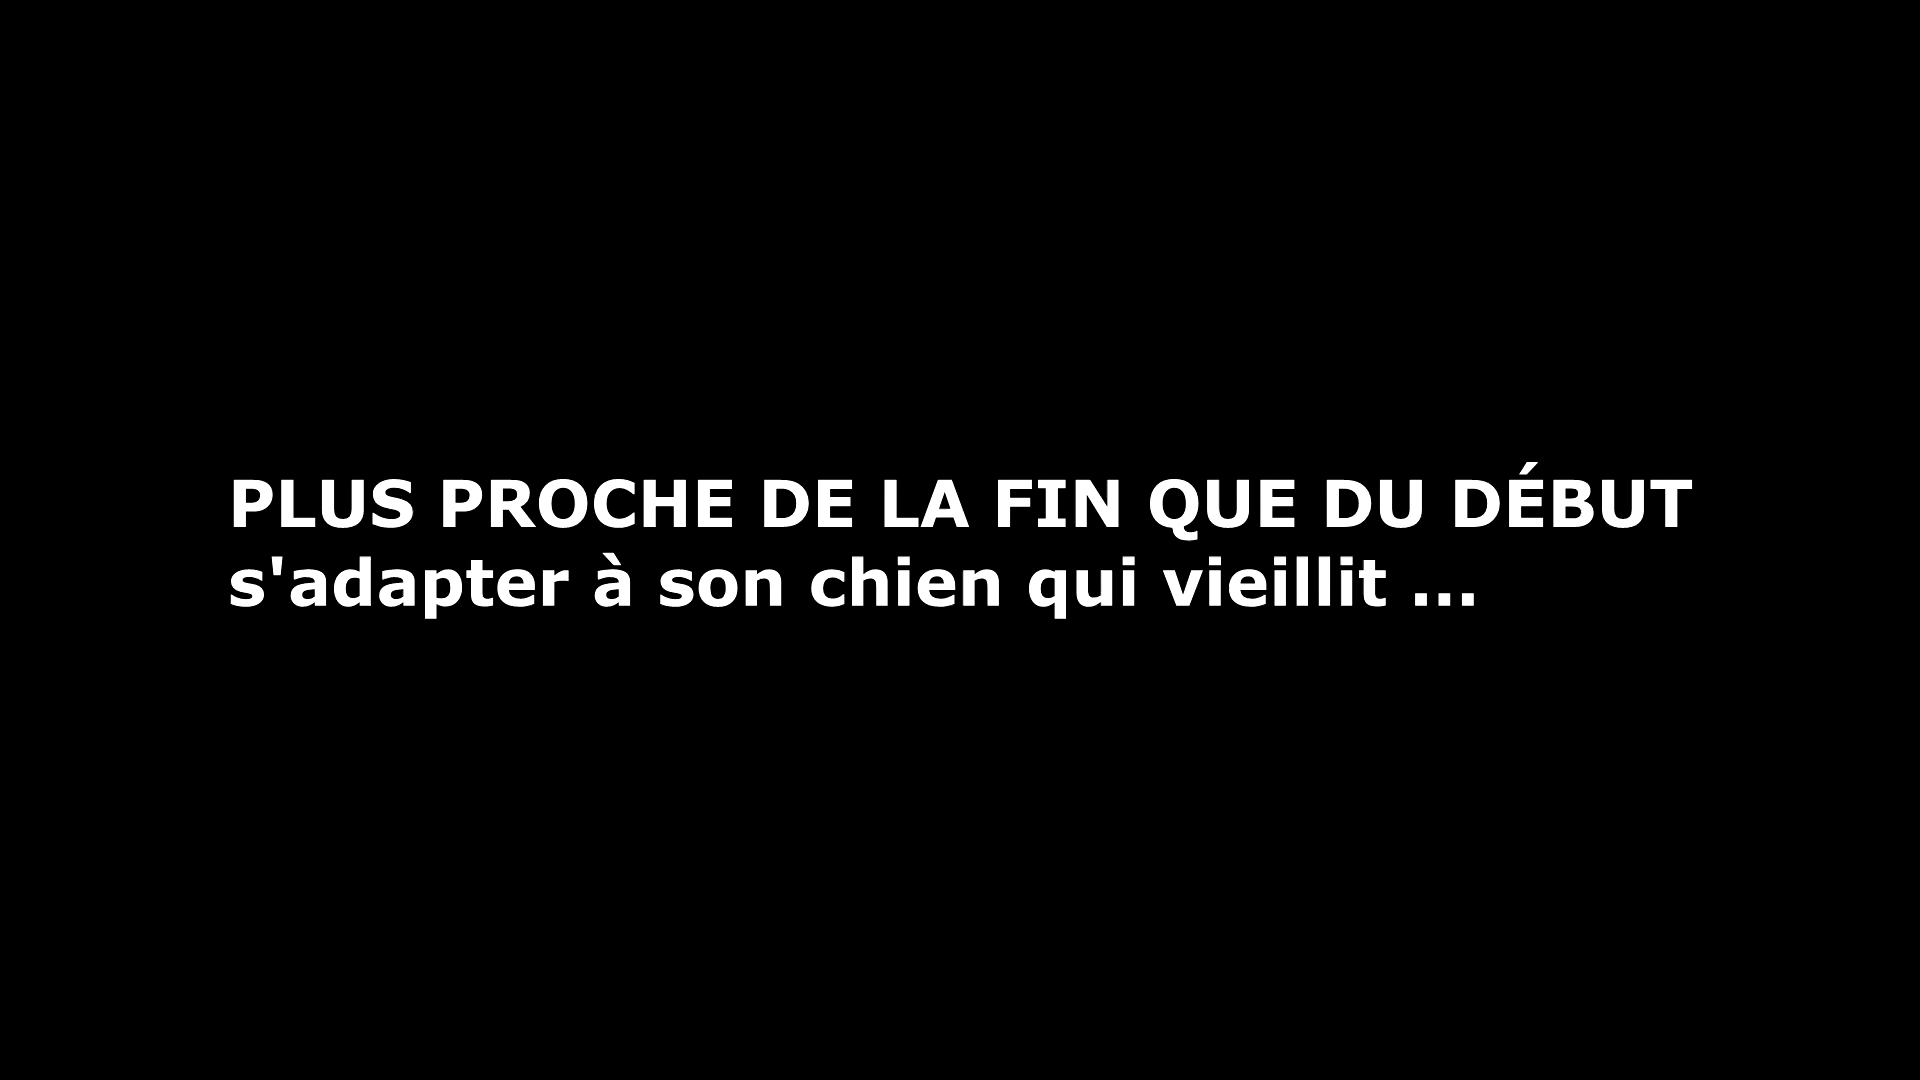 PLUS PROCHE DE LA FIN QUE DU DÉBUT
s'adapter à son chien qui vieillit ...